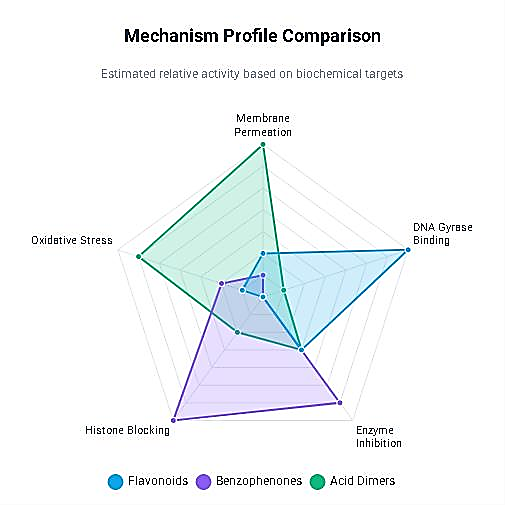 Mechanism Profile Comparison
Estimated relative activity based on biochemical targets
Membrane
Permeation
DNA Gyrase
Binding
Oxidative Stress
Histone Blocking
Enzyme
Inhibition
Flavonoids
Benzophenones
Acid Dimers